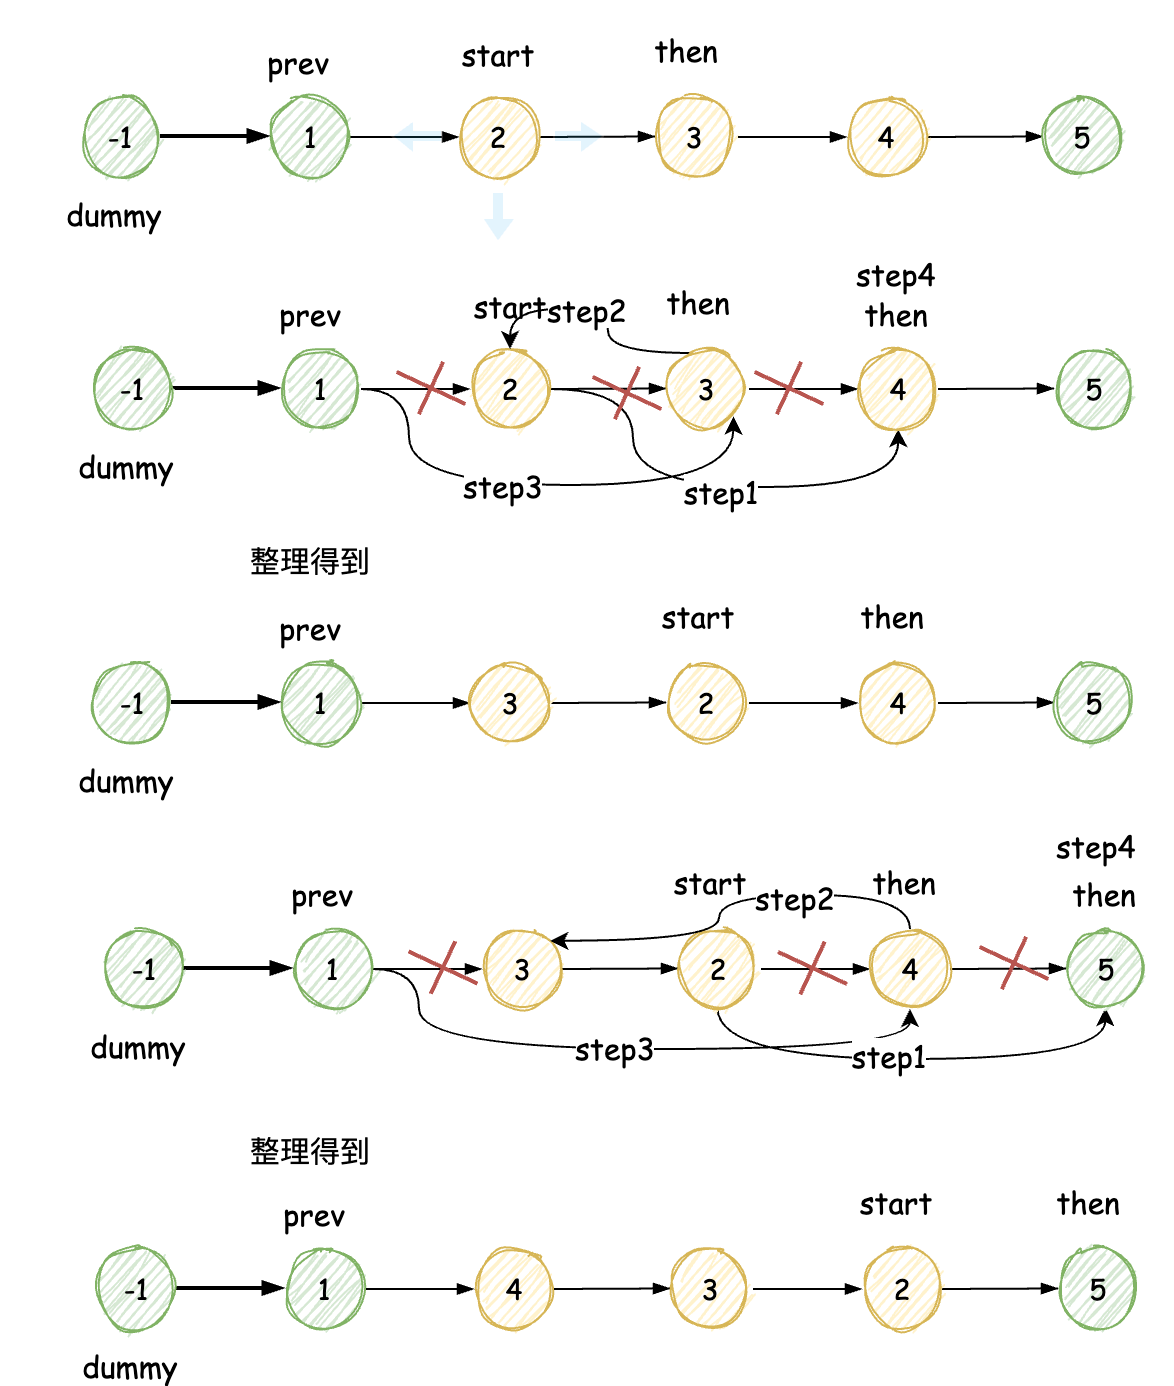 prev start then
-1 1 2 3 4 5
dummy
step4
prev start step2 then then
-1 1 2 3 4 5
dummy
step3 step1
整理得到
prev start then
-1 1 3 2 4 5
dummy
step4
prev start step2 then then
-1 1 3 2 4 5
dummy step3 step1
整理得到
prev start then
-1 1 4 3 2 5
dummy